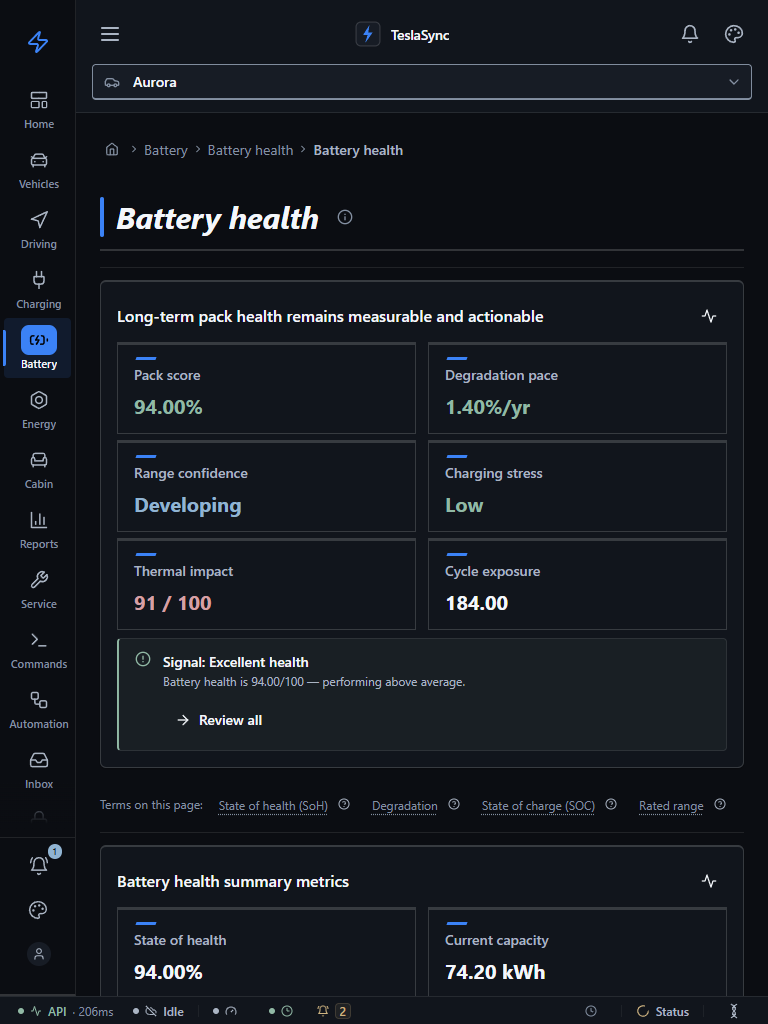 TeslaSync
Aurora
Home
Vehicles
Driving
Charging
Battery
Energy
Cabin
Reports
Service
Commands
Automation
Inbox
1
Battery
Battery health
Battery health
Battery health
Long-term pack health remains measurable and actionable
Pack score
94.00%
Degradation pace
1.40%/yr
Range confidence
Developing
Charging stress
Low
Thermal impact
91 / 100
Cycle exposure
184.00
Signal: Excellent health
Battery health is 94.00/100 — performing above average.
Review all
Terms on this page: State of health (SoH) Degradation State of charge (SOC) Rated range
Battery health summary metrics
State of health
94.00%
Current capacity
74.20 kWh
API · 206ms Idle 2 Status